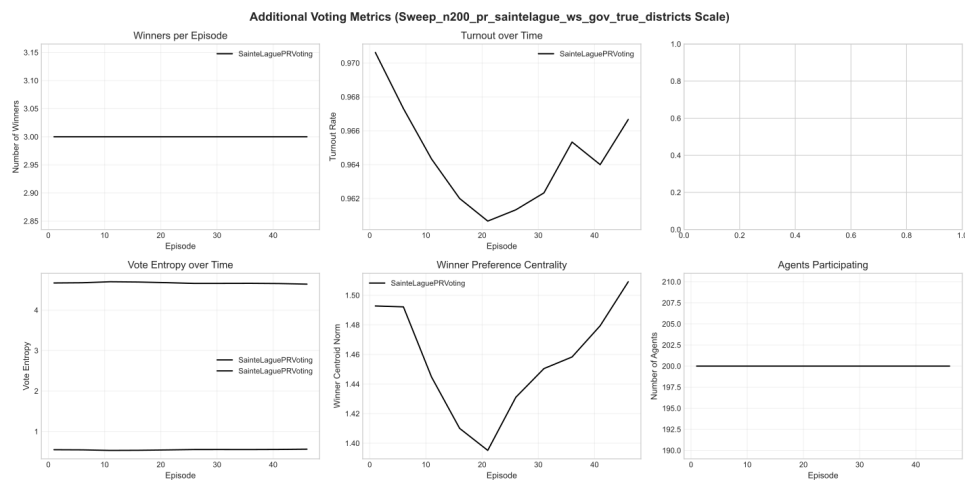 Additional Voting Metrics (Sweep_n200_pr_saintelague_ws_gov_true_districts Scale)
Winners per Episode
3.15
3.10
3.05
3.00
2.95
2.90
2.85
Number of Winners
SainteLaguePRVoting
0 10 20 30 40
Episode
Turnout over Time
0.970
0.968
0.966
0.964
0.962
Turnout Rate
SainteLaguePRVoting
0 10 20 30 40
Episode
1.0
0.8
0.6
0.4
0.2
0.0
0.0 0.2 0.4 0.6 0.8 1.0
Vote Entropy over Time
4
3
2
1
Vote Entropy
SainteLaguePRVoting
SainteLaguePRVoting
0 10 20 30 40
Episode
Winner Preference Centrality
SainteLaguePRVoting
1.50
1.48
1.46
1.44
1.42
1.40
Winner Centroid Norm
0 10 20 30 40
Episode
Agents Participating
210.0
207.5
205.0
202.5
200.0
197.5
195.0
192.5
190.0
Number of Agents
0 10 20 30 40
Episode